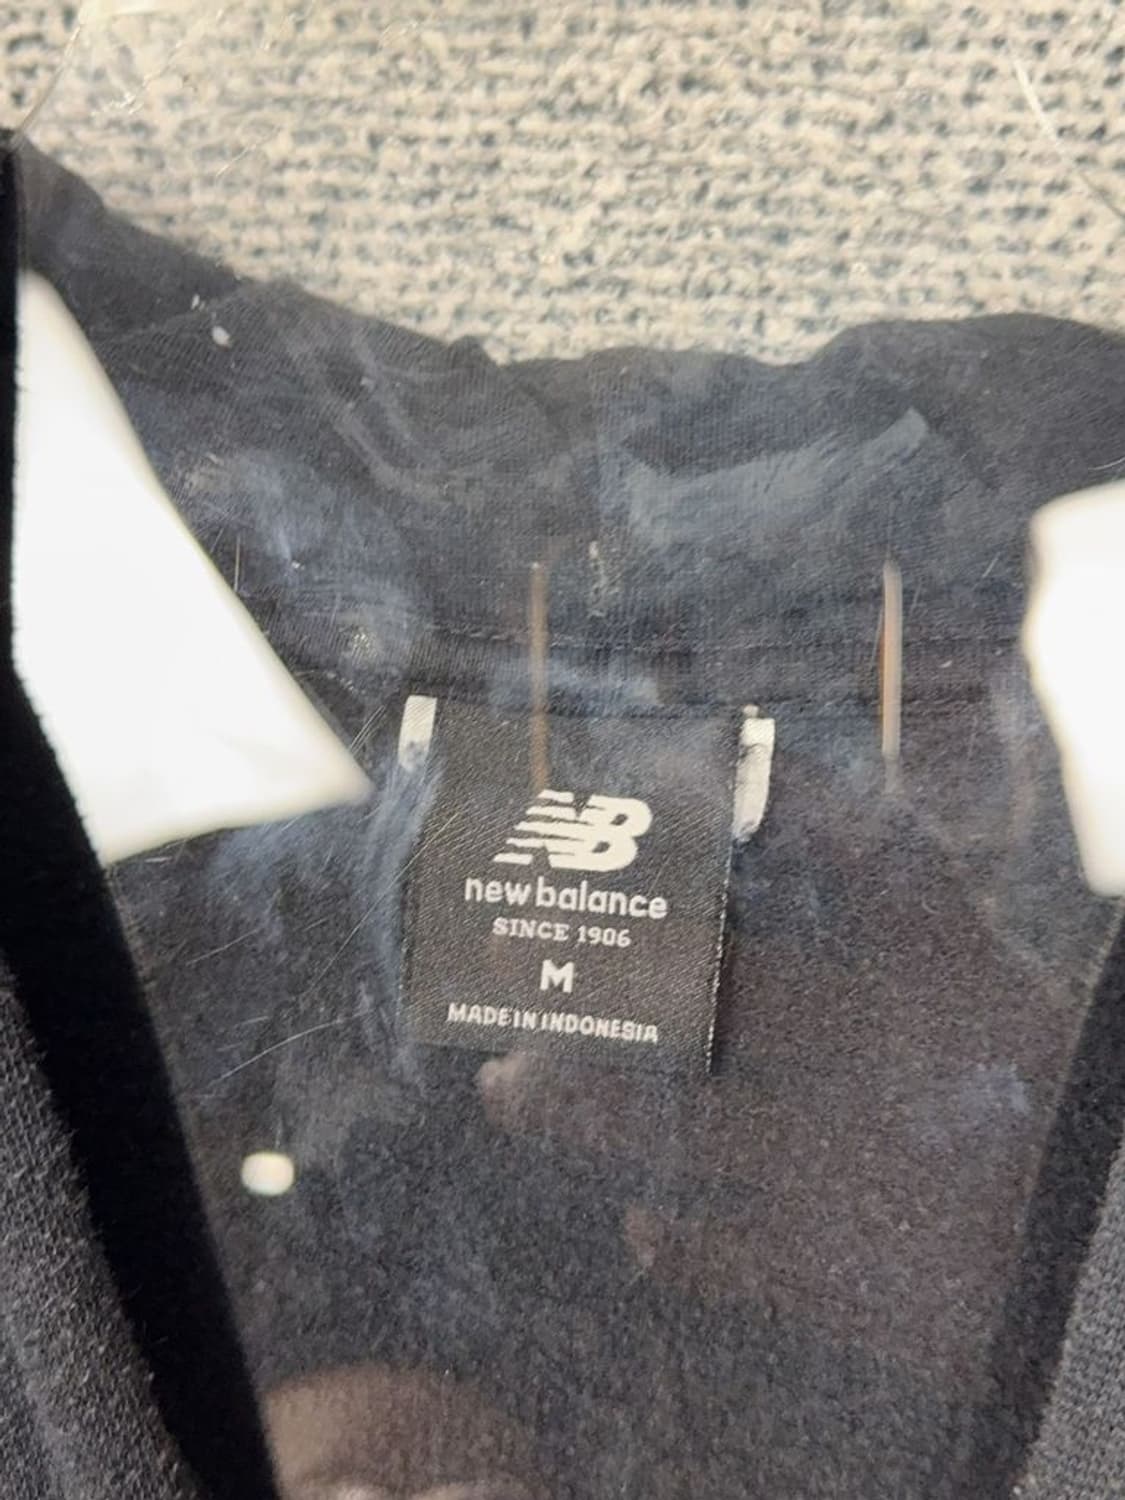 NB
new balance
SINCE 1906
M
MADE IN INDONESIA